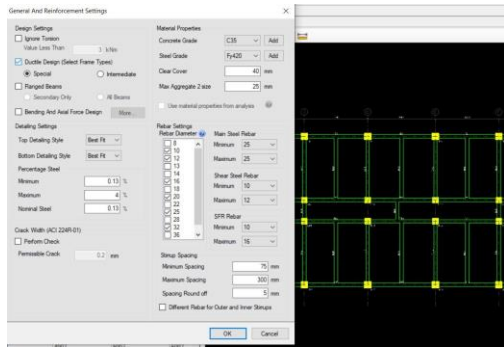 General And Reinforcement Settings
Design Settings
Ignore Torsion
Value Less Than 3 kNm
Ductile Design (Select Frame Types)
Special Intermediate
Flanged Beams
Secondary Only All Beams
Bending And Axial Force Design More...
Detailing Settings
Top Detailing Style Best Fit
Bottom Detailing Style Best Fit
Percentage Steel
Minimum 0.13 %
Maximum 4 %
Nominal Steel 0.13 %
Crack Width (ACI 224R-01)
Perform Check
Permissible Crack 0.2 mm
Material Properties
Concrete Grade C35 Add
Steel Grade Fy420 Add
Clear Cover 40 mm
Max Aggregate 2 size 25 mm
Use material properties from analysis
Rebar Settings
Rebar Diameter
8
10
12
13
14
16
18
20
22
25
28
32
36
Main Steel Rebar
Minimum 25
Maximum 25
Shear Steel Rebar
Minimum 10
Maximum 12
SFR Rebar
Minimum 10
Maximum 16
Stirrup Spacing
Minimum Spacing 75 mm
Maximum Spacing 300 mm
Spacing Round off 5 mm
Different Rebar for Outer and Inner Stirrups
OK Cancel